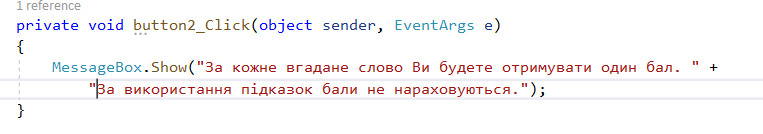 1 reference
private void button2_Click(object sender, EventArgs e)
{
MessageBox.Show("За кожне вгадане слово Ви будете отримувати один бал. " +
"За використання підказок бали не нараховуються.");
}